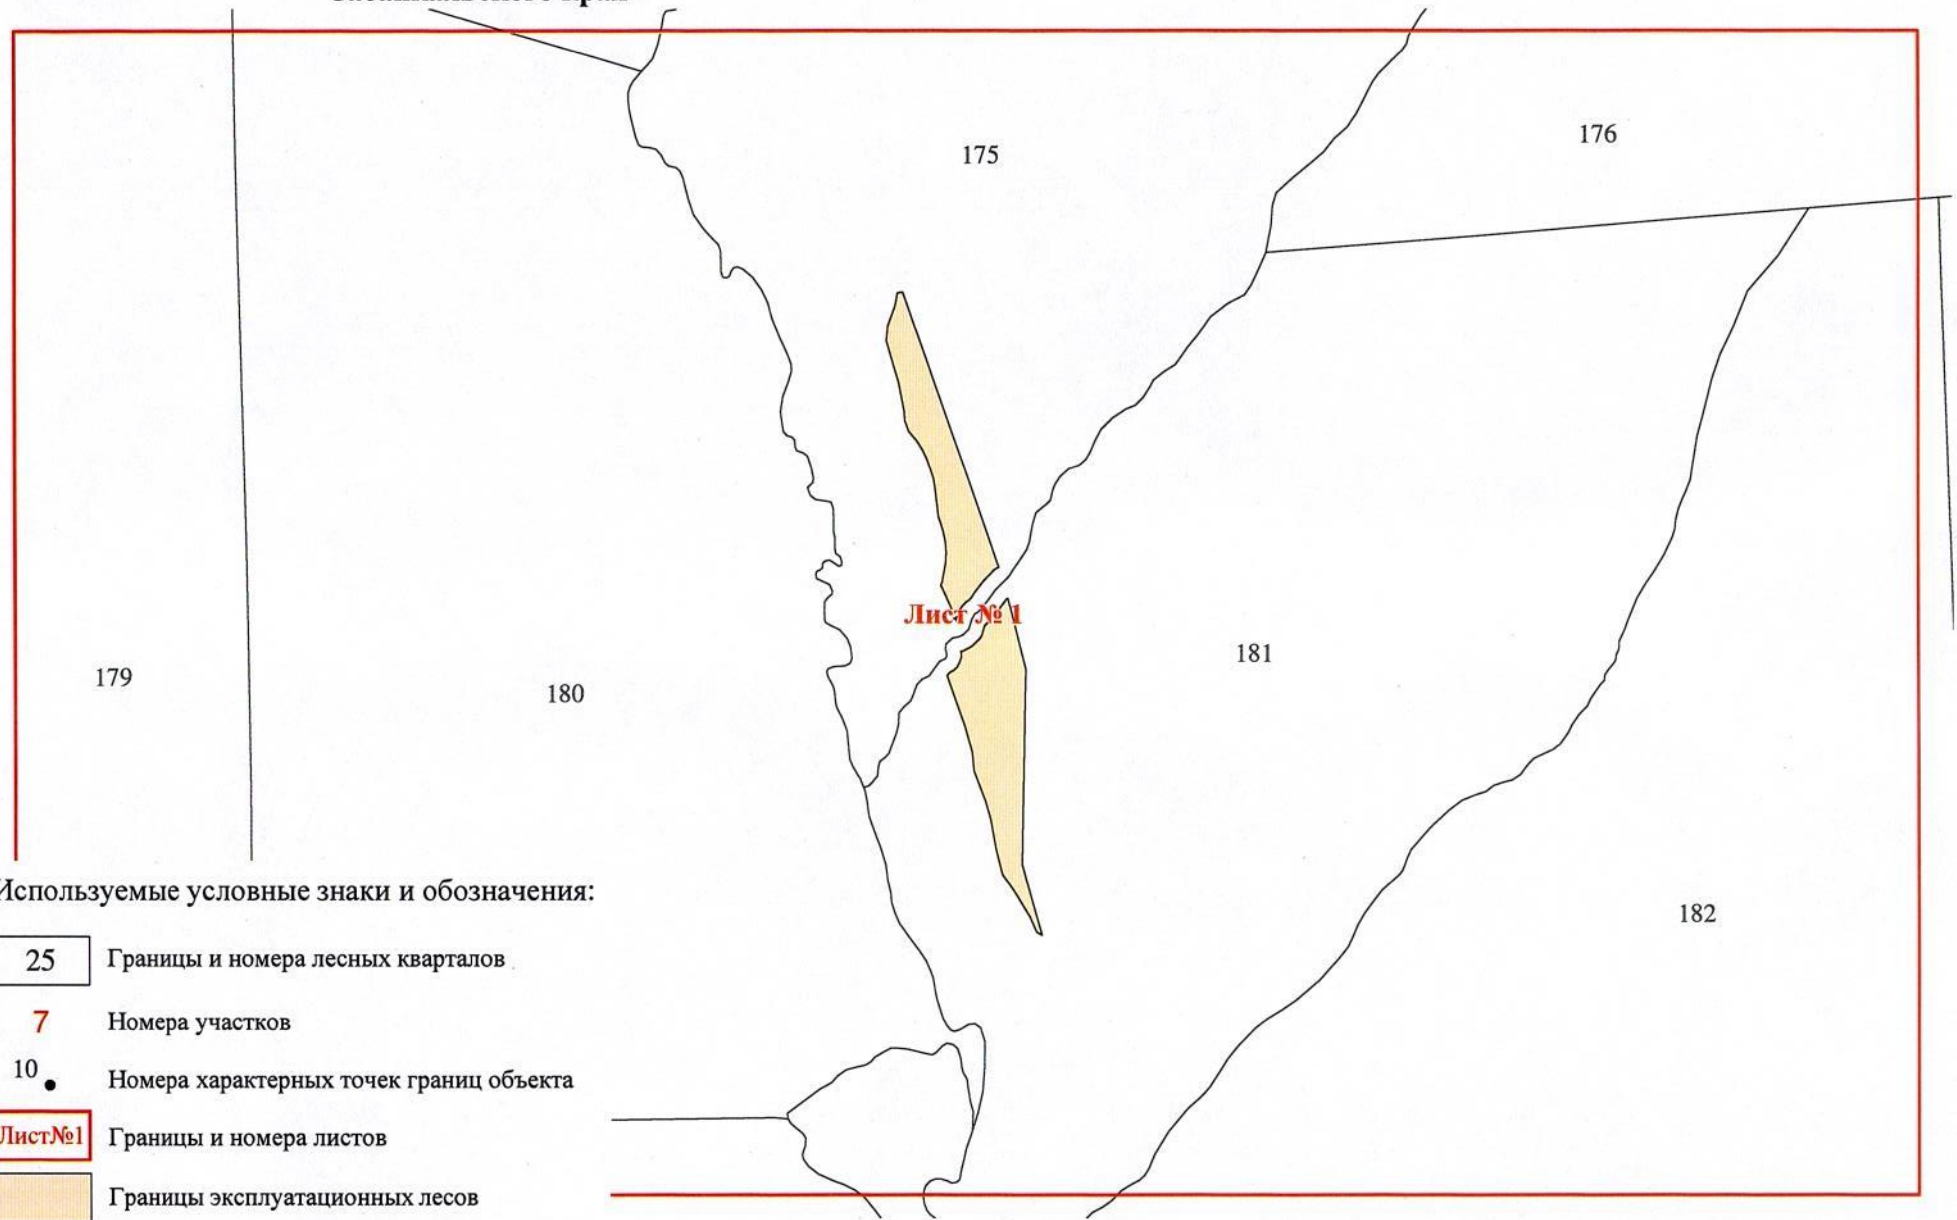 176
175
Лист № 1
181
179
180
Используемые условные знаки и обозначения:
182
25 Границы и номера лесных кварталов
7 Номера участков
10 Номера характерных точек границ объекта
Лист№1 Границы и номера листов
Границы эксплуатационных лесов